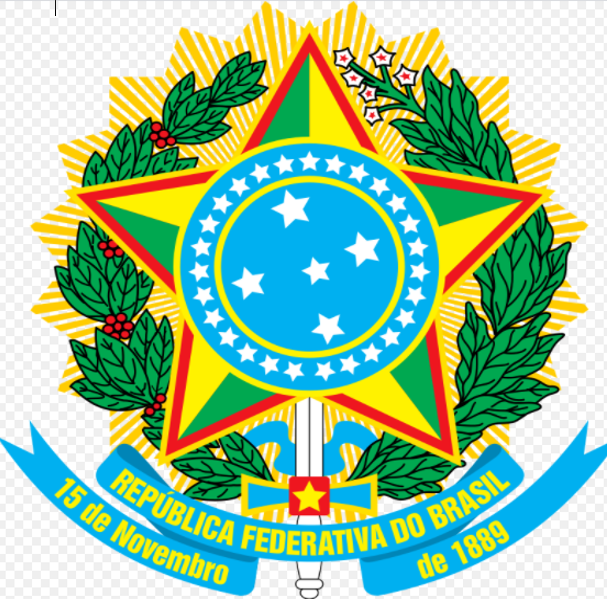 REPÚBLICA FEDERATIVA DO BRASIL
15 de Novembro
de 1889